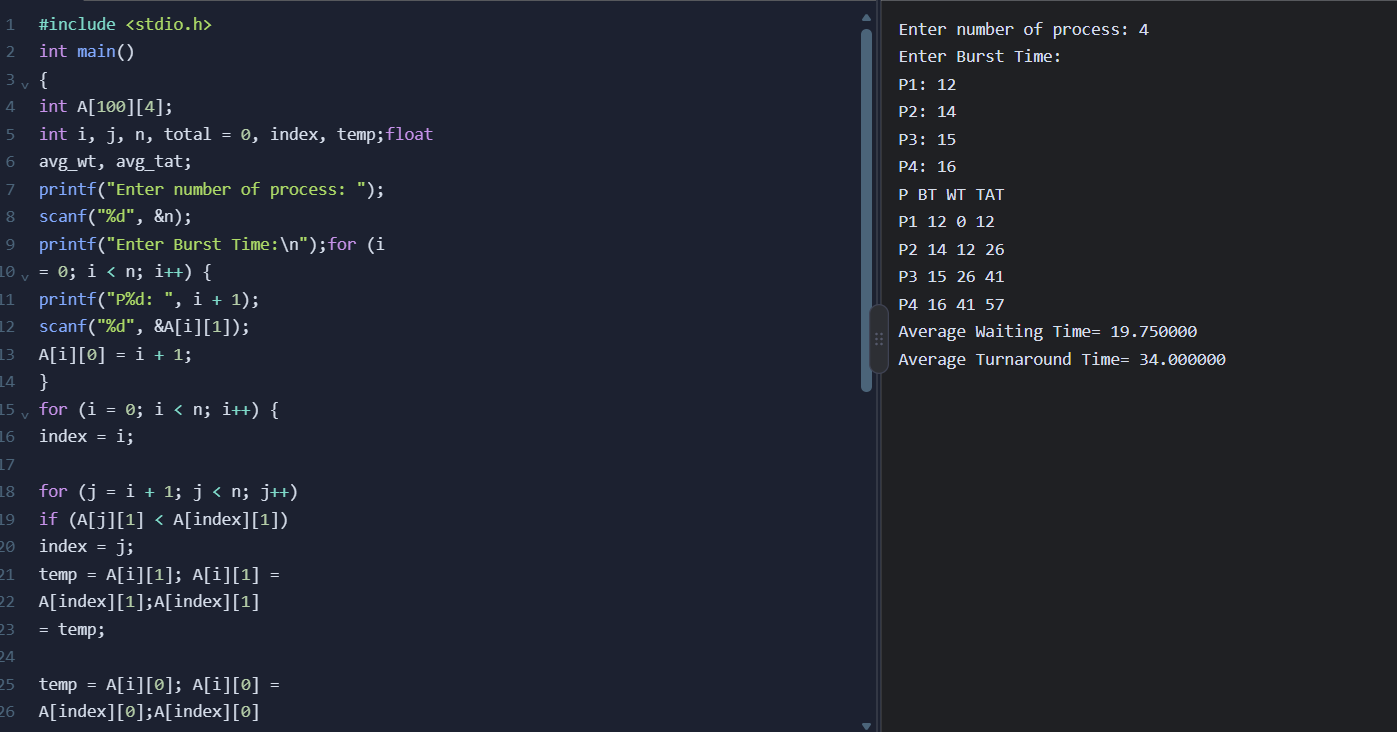 1 #include <stdio.h>
2 int main()
3 {
4 int A[100][4];
5 int i, j, n, total = 0, index, temp;float
6 avg_wt, avg_tat;
7 printf("Enter number of process: ");
8 scanf("%d", &n);
9 printf("Enter Burst Time:\n");for (i
10 = 0; i < n; i++) {
11 printf("P%d: ", i + 1);
12 scanf("%d", &A[i][1]);
13 A[i][0] = i + 1;
14 }
15 for (i = 0; i < n; i++) {
16 index = i;
17
18 for (j = i + 1; j < n; j++)
19 if (A[j][1] < A[index][1])
20 index = j;
21 temp = A[i][1]; A[i][1] =
22 A[index][1];A[index][1]
23 = temp;
24
25 temp = A[i][0]; A[i][0] =
26 A[index][0];A[index][0]
Enter number of process: 4
Enter Burst Time:
P1: 12
P2: 14
P3: 15
P4: 16
P BT WT TAT
P1 12 0 12
P2 14 12 26
P3 15 26 41
P4 16 41 57
Average Waiting Time= 19.750000
Average Turnaround Time= 34.000000